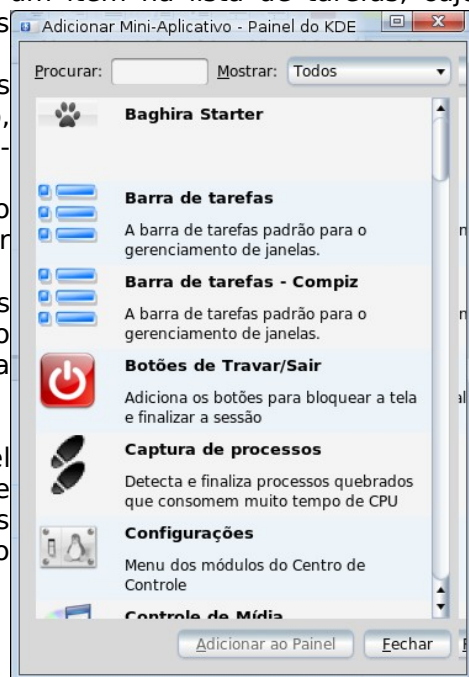 Adicionar Mini-Aplicativo - Painel do KDE
Procurar:
Mostrar: Todos
Baghira Starter
Barra de tarefas
A barra de tarefas padrão para o
gerenciamento de janelas.
Barra de tarefas - Compiz
A barra de tarefas padrão para o
gerenciamento de janelas.
Botões de Travar/Sair
Adiciona os botões para bloquear a tela
e finalizar a sessão
Captura de processos
Detecta e finaliza processos quebrados
que consomem muito tempo de CPU
Configurações
Menu dos módulos do Centro de
Controle
Controle de Mídia
Adicionar ao Painel Fechar